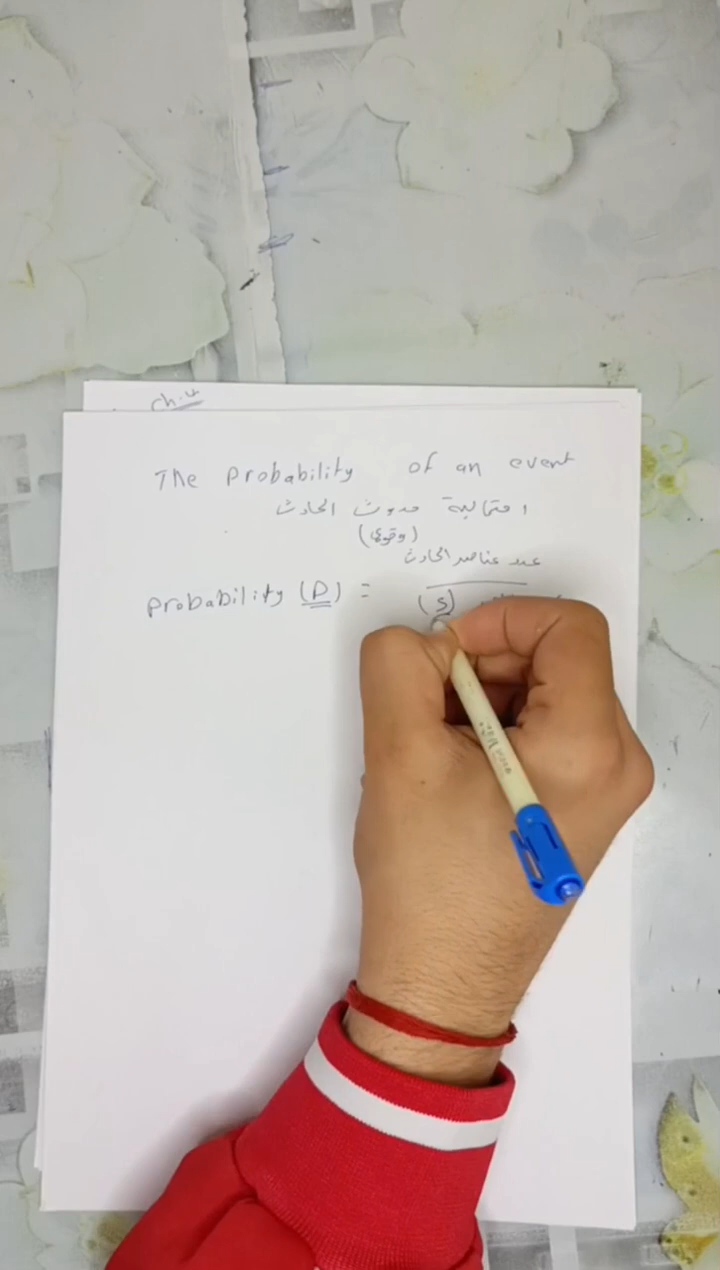 ch.4
The Probability of an event
احتمالية حدوث الحادث
(وقوع)
عدد عناصر الحادث
Probability (P) =
(S)